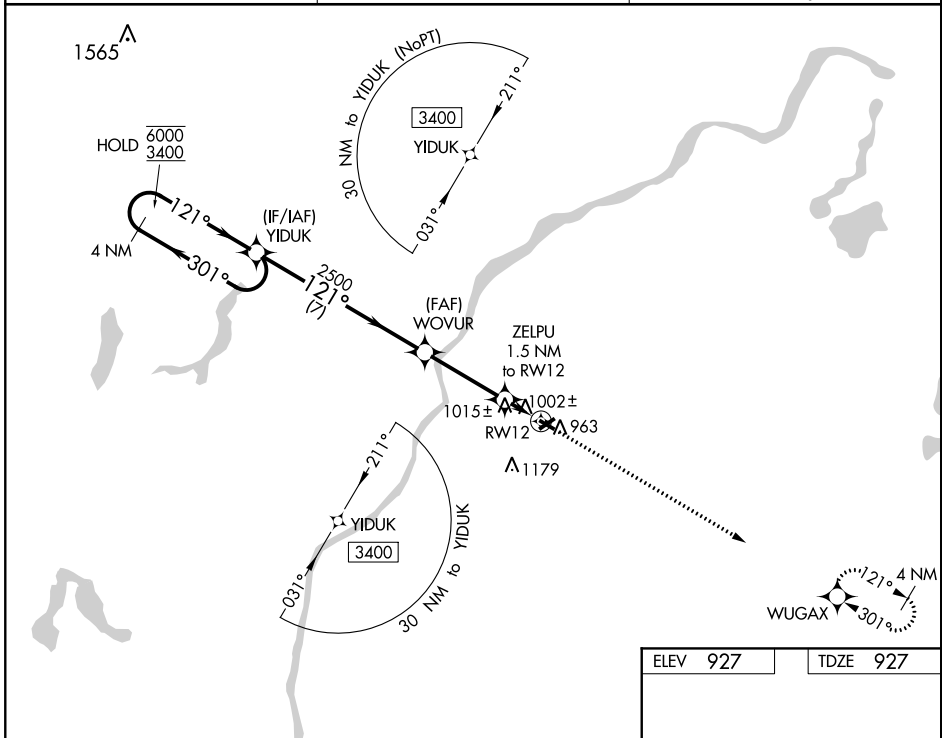 1565
30 NM to YIDUK (NoPT)
211°
3400
YIDUK
031°
HOLD 6000
3400
121°
4 NM
301°
(IF/IAF)
YIDUK
2500
121°
(7)
(FAF)
WOVUR
ZELPU
1.5 NM
to RW12
1015±
1002±
RW12
963
1179
211°
YIDUK
3400
031°
30 NM to YIDUK
121°
4 NM
301°
WUGAX
ELEV 927
TDZE 927